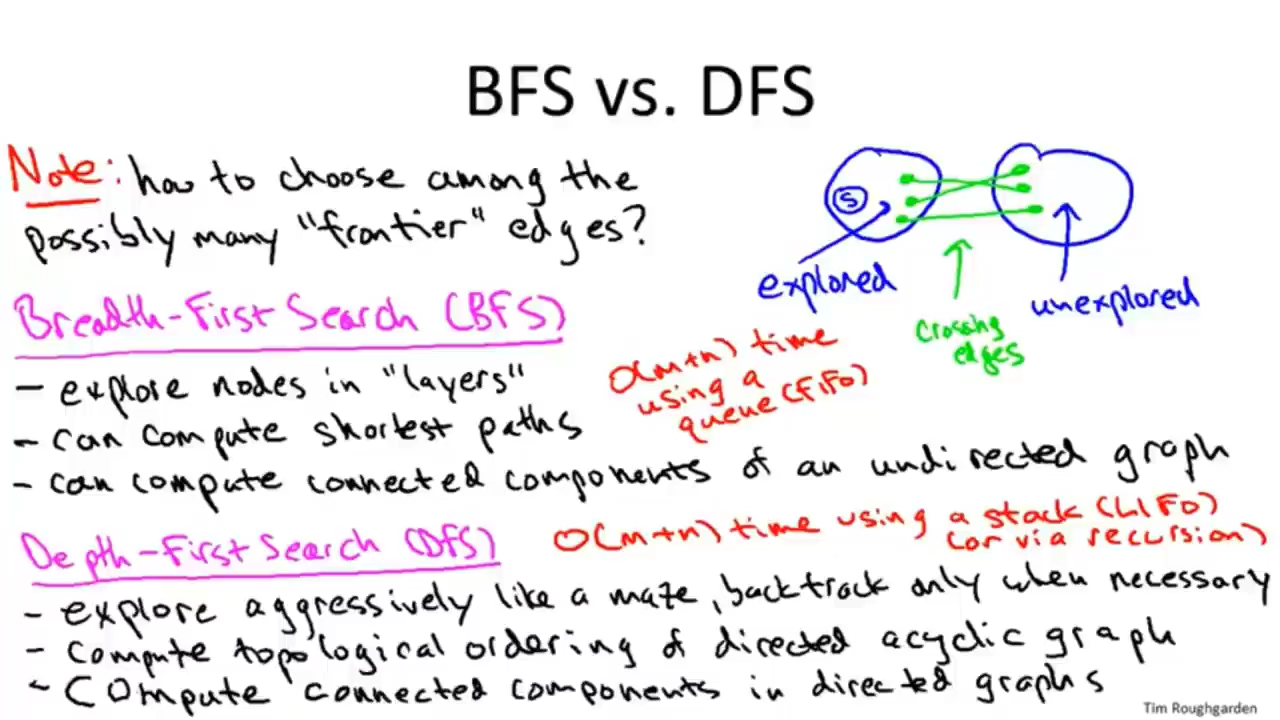 BFS vs. DFS
Note: how to choose among the
possibly many "frontier" edges?
S
explored
unexplored
crossing
edges
Breadth-First Search (BFS)
- explore nodes in "layers"
- can compute shortest paths
O(m+n) time
using a
queue (FIFO)
- can compute connected components of an undirected graph
Depth-First Search (DFS)
O(m+n) time using a stack (LIFO)
(or via recursion)
- explore aggressively like a maze, backtrack only when necessary
- compute topological ordering of directed acyclic graph
- compute connected components in directed graphs
Tim Roughgarden